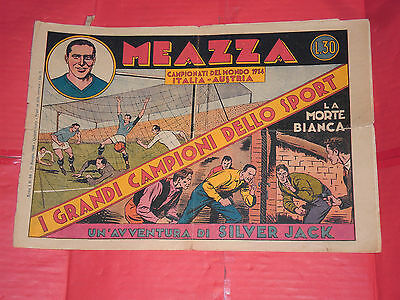 MEAZZA
L.30
CAMPIONATI DEL MONDO 1934
ITALIA-AUSTRIA
I GRANDI CAMPIONI DELLO SPORT
LA
MORTE
BIANCA
UN'AVVENTURA DI SILVER JACK